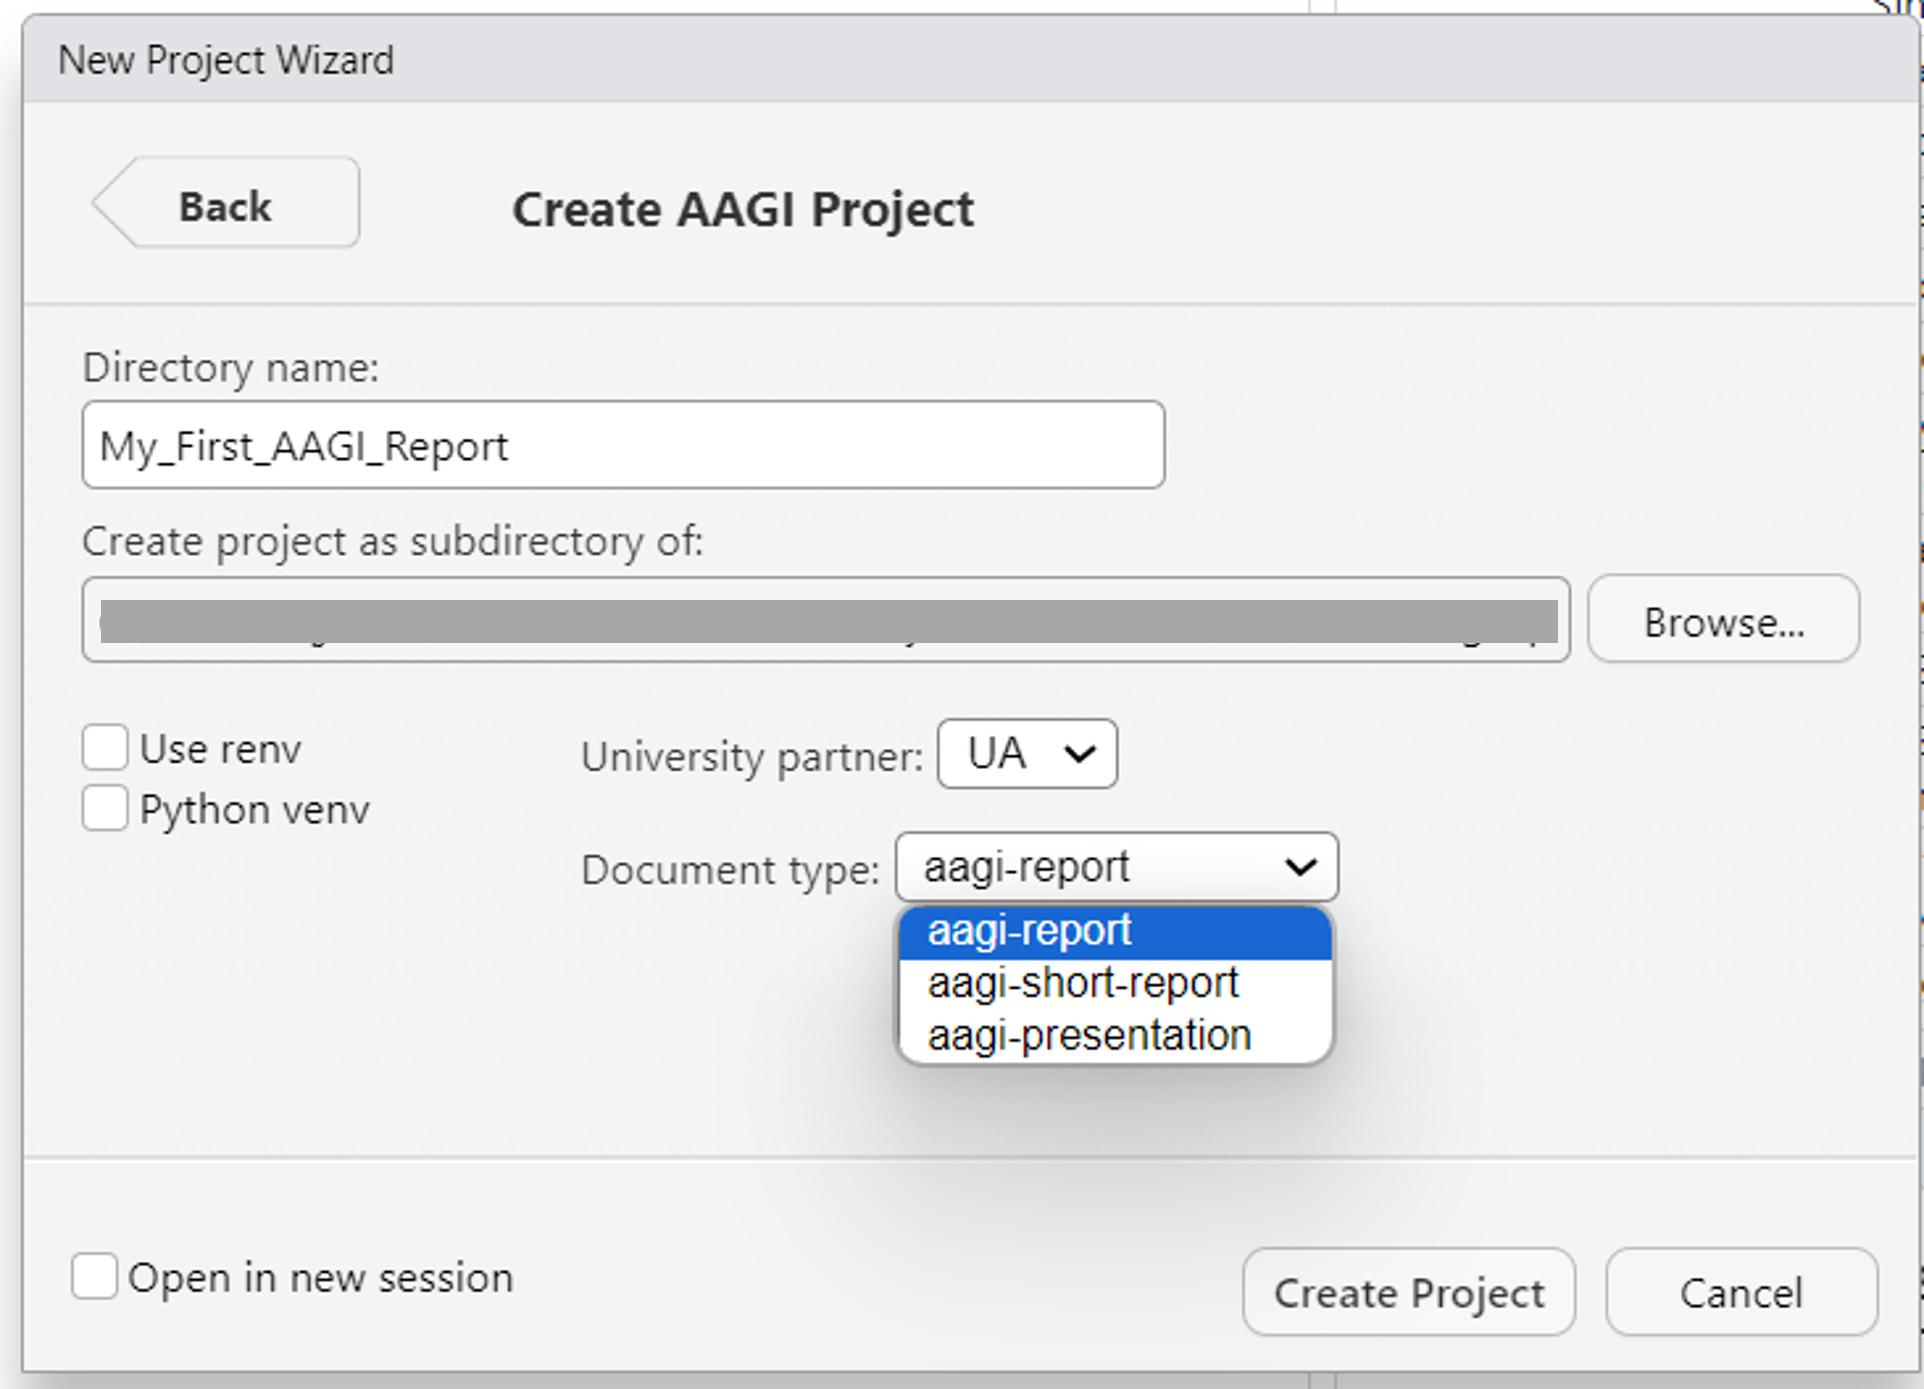 New Project Wizard
Back
Create AAGI Project
Directory name:
My_First_AAGI_Report
Create project as subdirectory of:
Browse...
Use renv
University partner: UA
Python venv
Document type: aagi-report
aagi-report
aagi-short-report
aagi-presentation
Open in new session
Create Project
Cancel